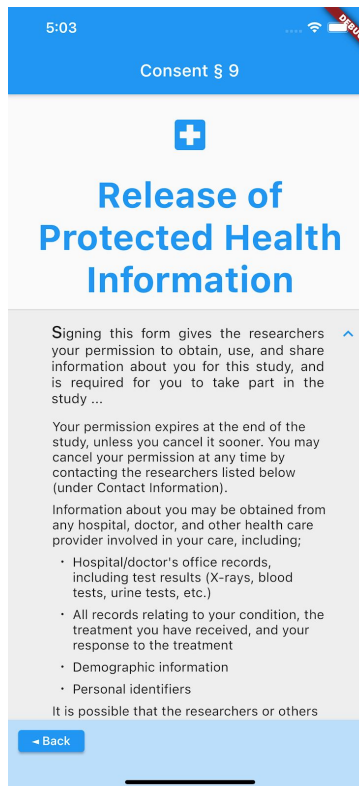 5:03
DEBUG
Consent § 9
Release of
Protected Health
Information
Signing this form gives the researchers
your permission to obtain, use, and share
information about you for this study, and
is required for you to take part in the
study ...
Your permission expires at the end of the
study, unless you cancel it sooner. You may
cancel your permission at any time by
contacting the researchers listed below
(under Contact Information).
Information about you may be obtained from
any hospital, doctor, and other health care
provider involved in your care, including;
· Hospital/doctor's office records,
including test results (X-rays, blood
tests, urine tests, etc.)
· All records relating to your condition, the
treatment you have received, and your
response to the treatment
· Demographic information
· Personal identifiers
It is possible that the researchers or others
◄ Back